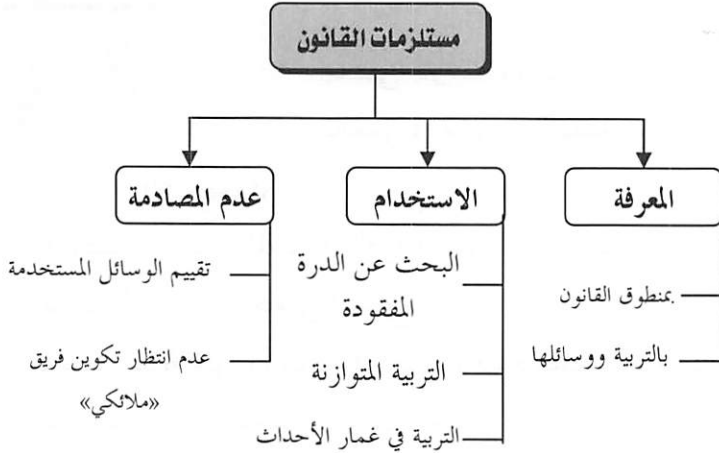 مستلزمات القانون
المعرفة
بمنطوق القانون
بالتربية ووسائلها
الاستخدام
البحث عن الدرة
المفقودة
التربية المتوازنة
التربية في غمار الأحداث
عدم المصادمة
تقييم الوسائل المستخدمة
عدم انتظار تكوين فريق
«ملائكي»